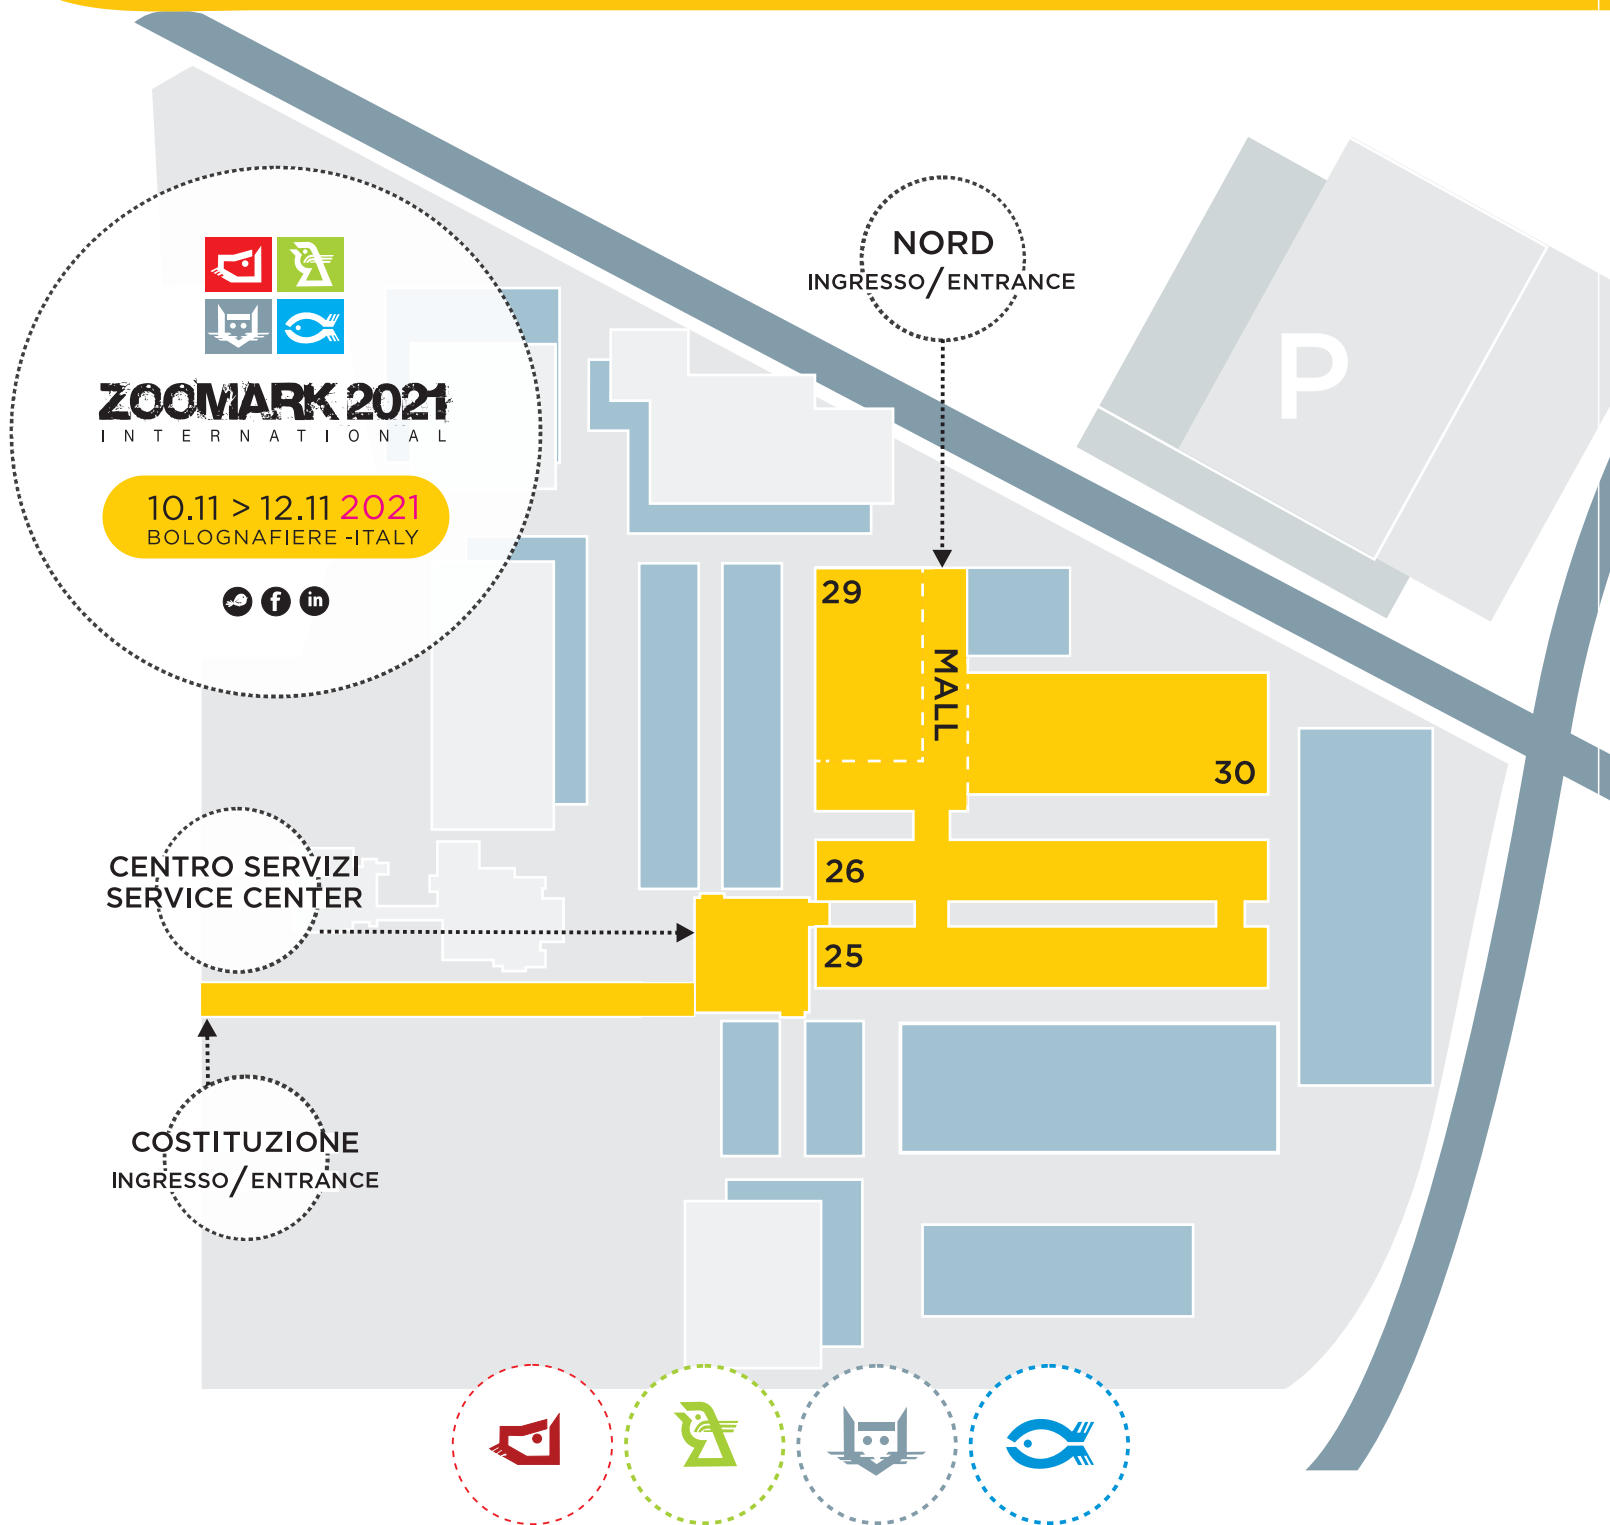 ZOOMARK 2021
INTERNATIONAL
10.11 > 12.11 2021
BOLOGNAFIERE - ITALY
f in
NORD
INGRESSO/ENTRANCE
P
29
MALL
30
26
25
CENTRO SERVIZI
SERVICE CENTER
COSTITUZIONE
INGRESSO/ENTRANCE